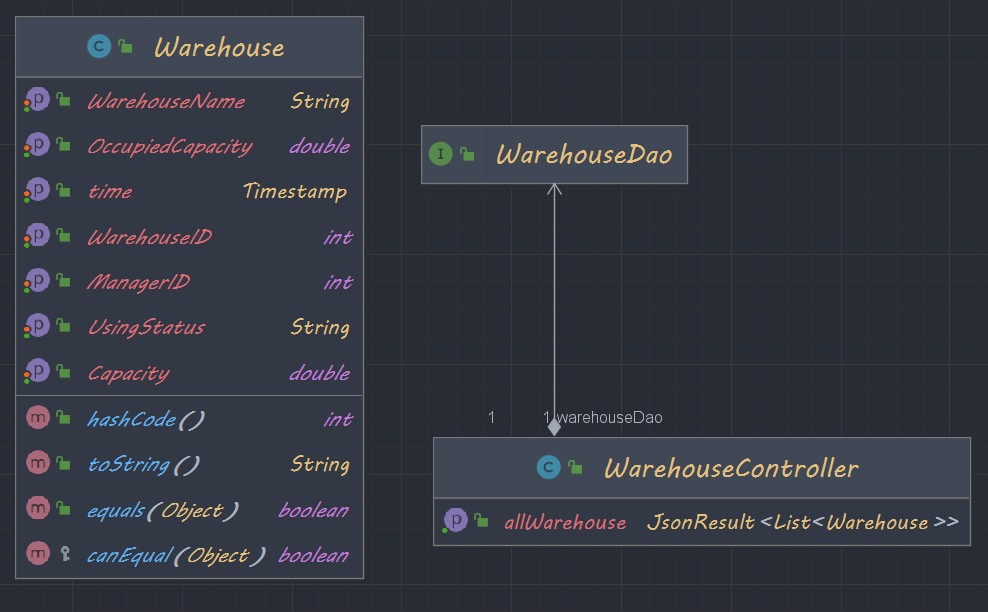 C Warehouse
p WarehouseName String
p OccupiedCapacity double
p time Timestamp
p WarehouseID int
p ManagerID int
p UsingStatus String
p Capacity double
m hashCode() int
m toString() String
m equals(Object) boolean
m canEqual(Object) boolean
I WarehouseDao
1 1 warehouseDao
C WarehouseController
p allWarehouse JsonResult<List<Warehouse>>